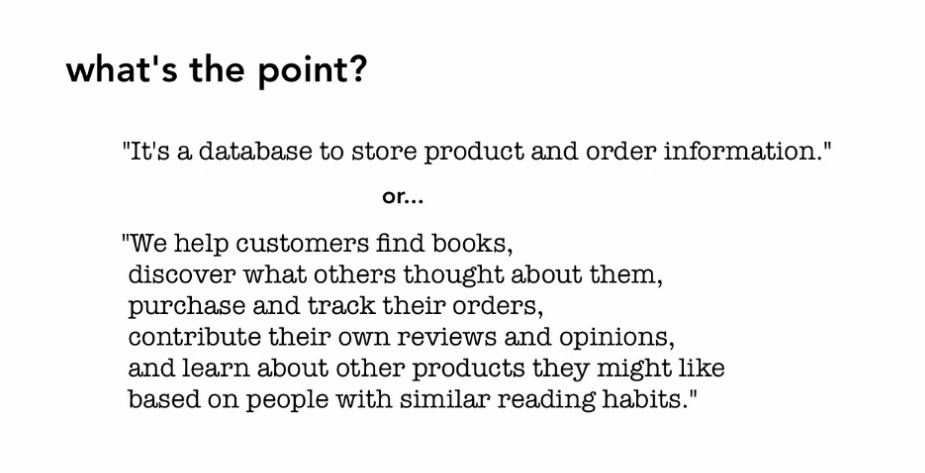 what's the point?
"It's a database to store product and order information."
or...
"We help customers find books,
discover what others thought about them,
purchase and track their orders,
contribute their own reviews and opinions,
and learn about other products they might like
based on people with similar reading habits."